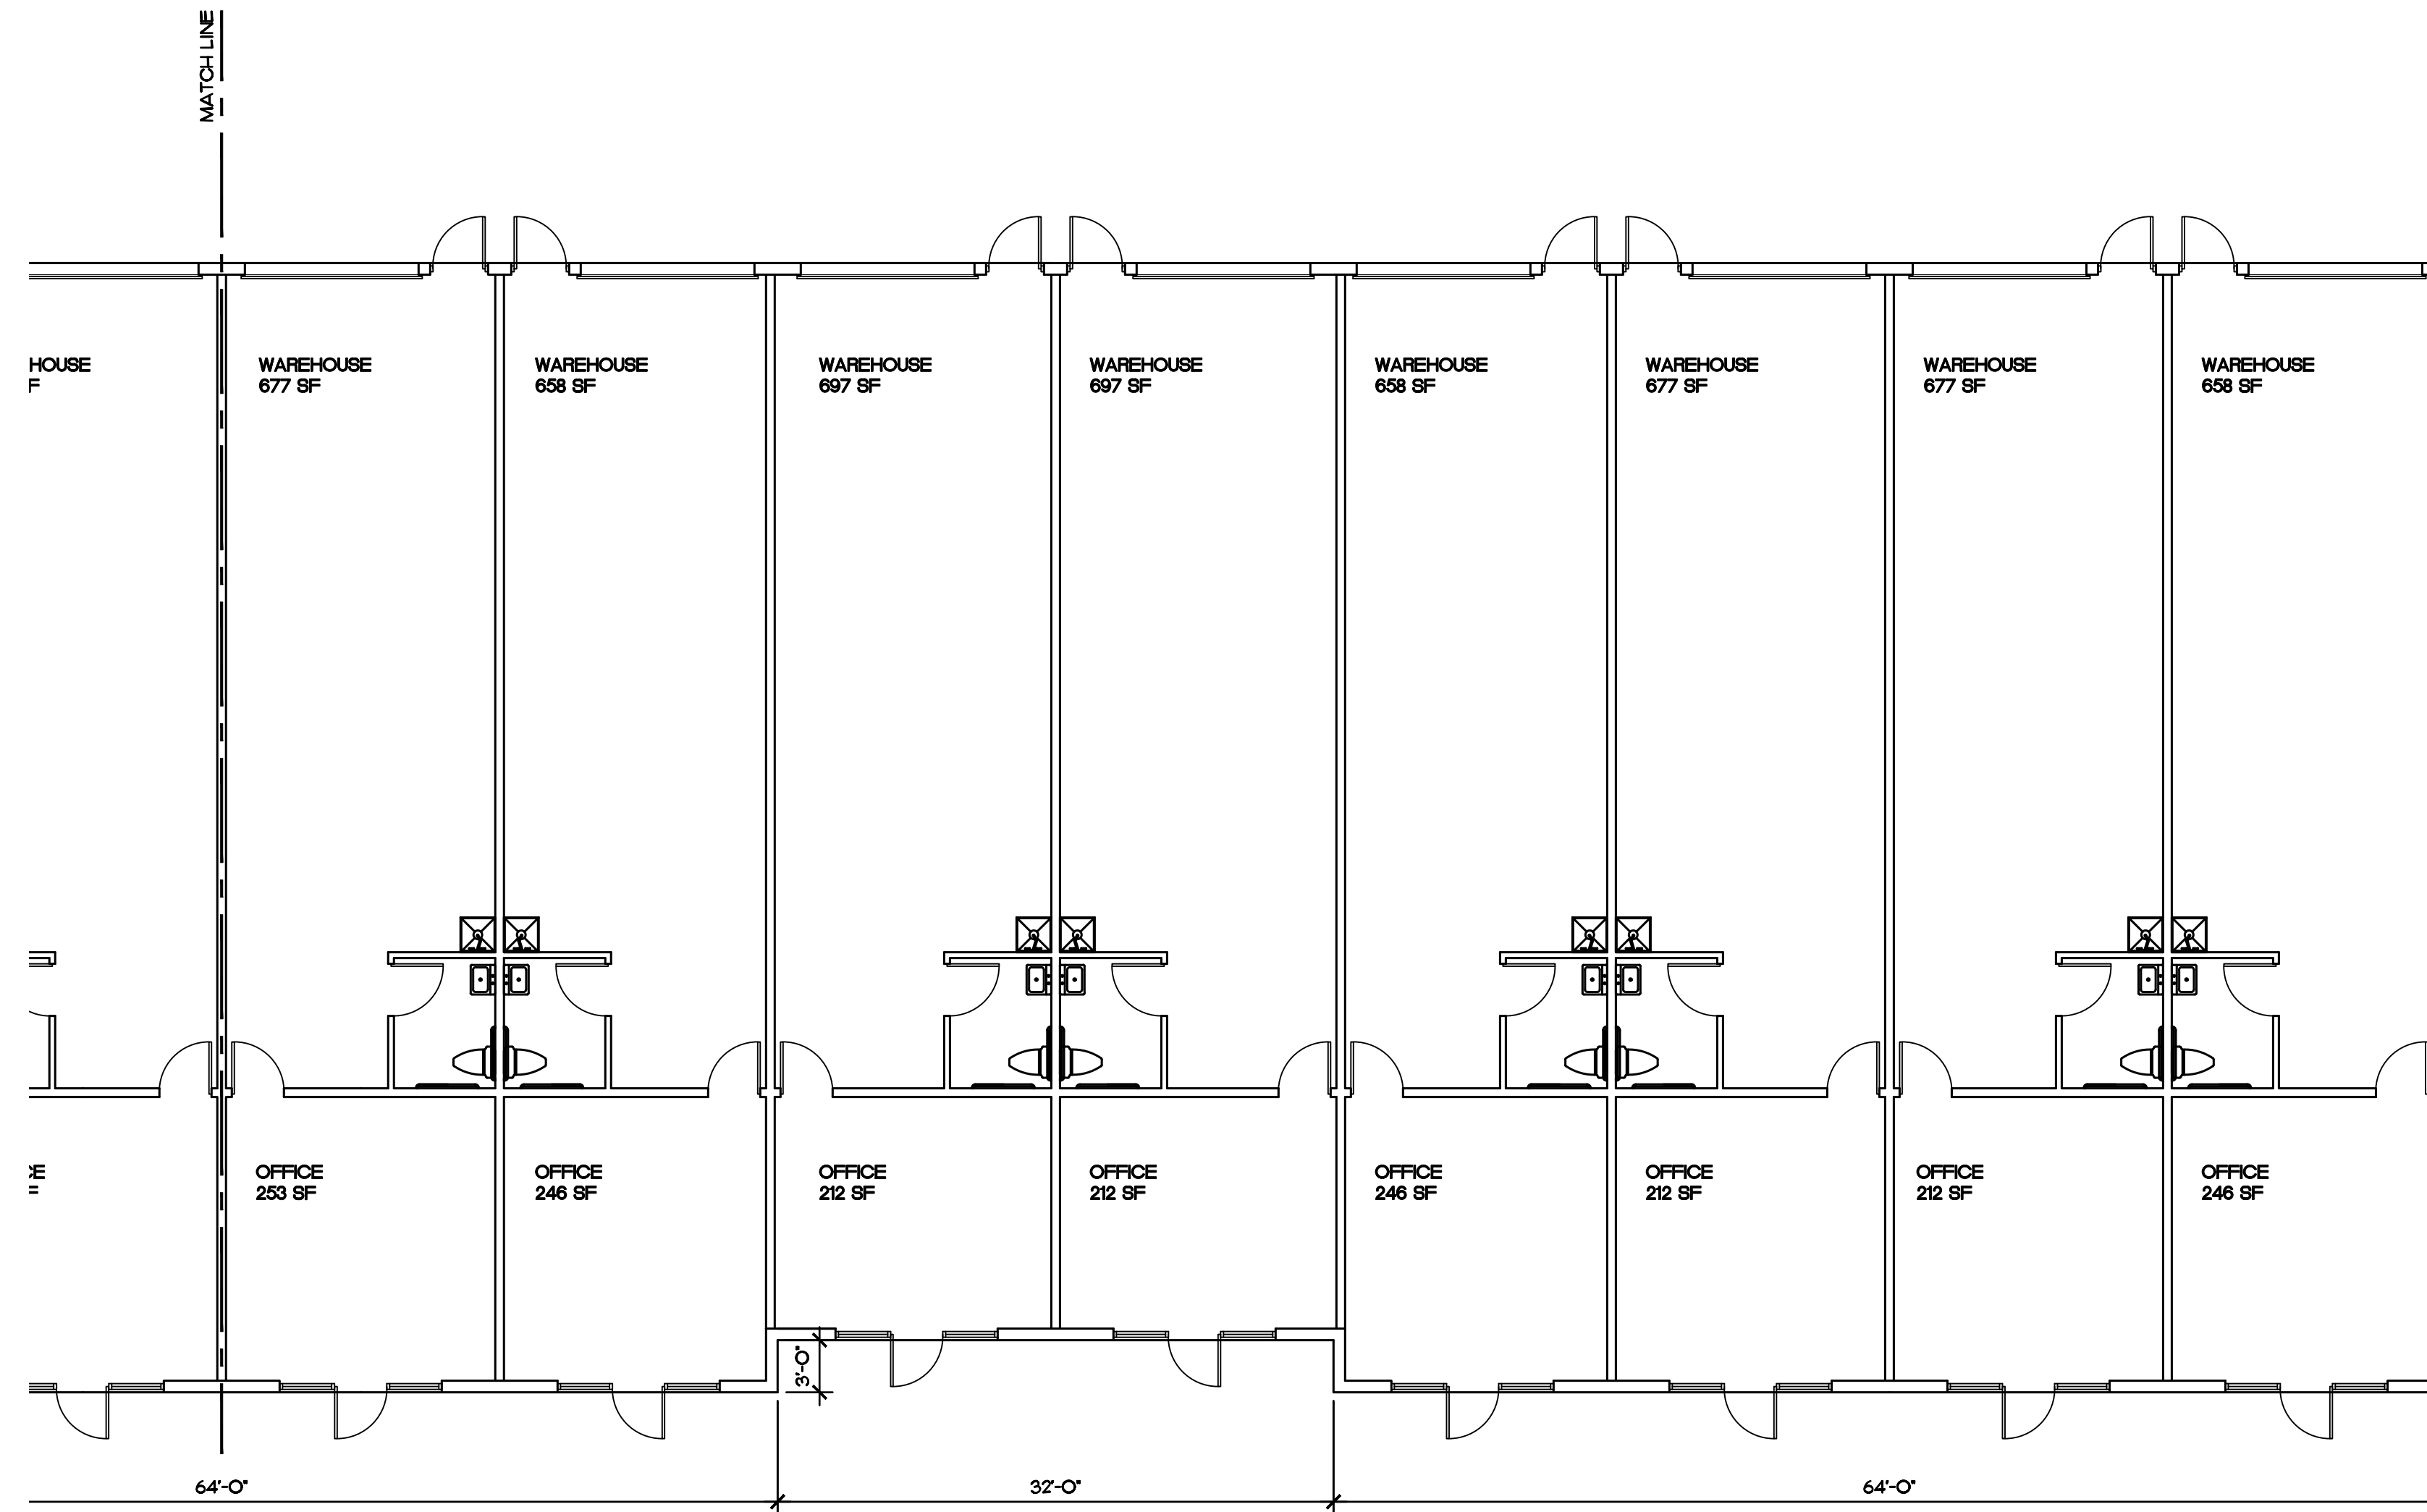 MATCH LINE
HOUSE
F
WAREHOUSE
677 SF
WAREHOUSE
658 SF
WAREHOUSE
697 SF
WAREHOUSE
697 SF
WAREHOUSE
658 SF
WAREHOUSE
677 SF
WAREHOUSE
677 SF
WAREHOUSE
658 SF
CE
F
OFFICE
253 SF
OFFICE
246 SF
OFFICE
212 SF
OFFICE
212 SF
OFFICE
246 SF
OFFICE
212 SF
OFFICE
212 SF
OFFICE
246 SF
3'-0"
64'-0"
32'-0"
64'-0"